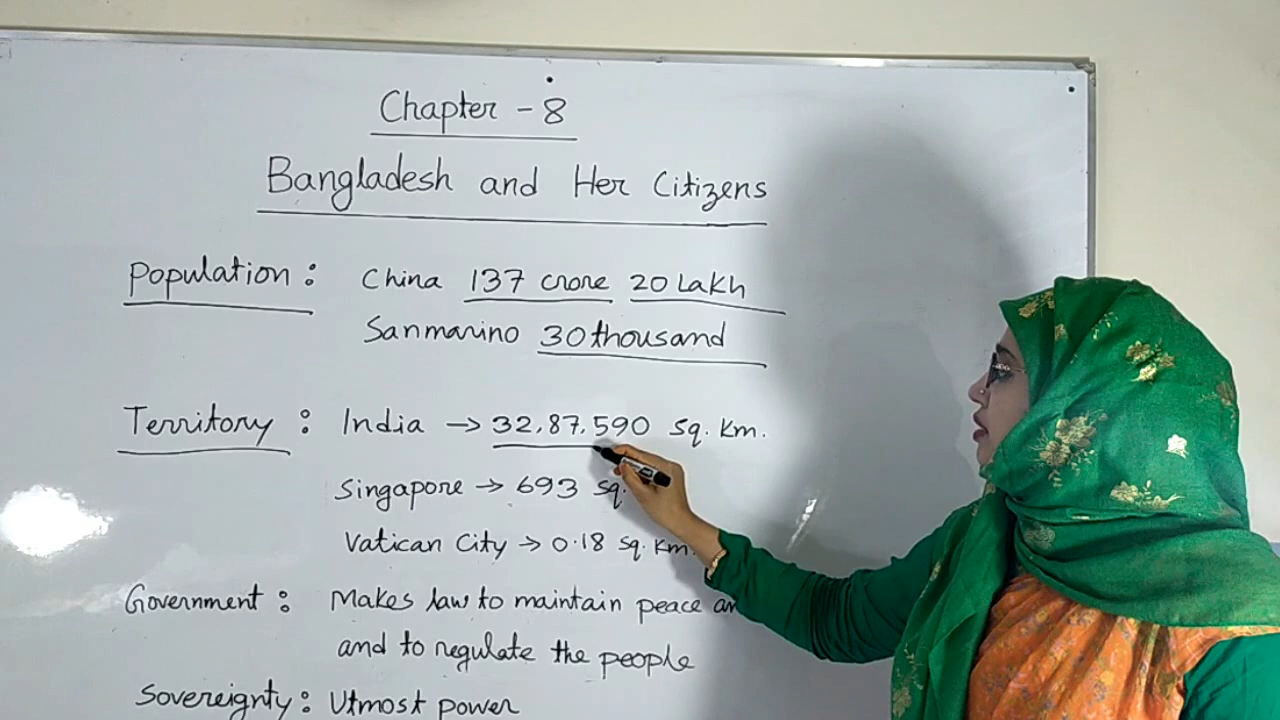 Chapter - 8
Bangladesh and Her Citizens
Population : China 137 crore 20 Lakh
Sanmarino 30 thousand
Territory : India → 32,87,590 Sq. Km.
Singapore → 693 Sq.
Vatican City → 0.18 Sq. Km.
Government : Makes law to maintain peace
and to regulate the people
Sovereignty : Utmost power